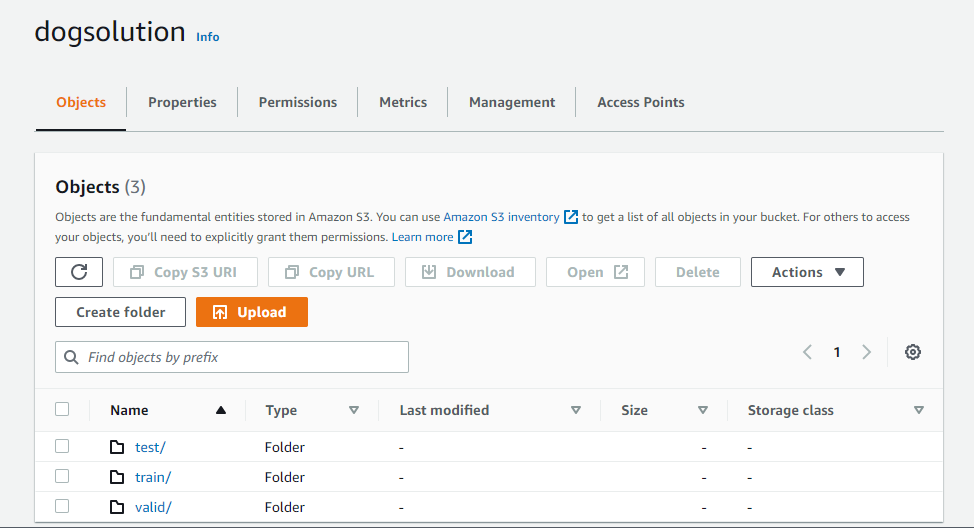 dogsolution Info
Objects Properties Permissions Metrics Management Access Points
Objects (3)
Objects are the fundamental entities stored in Amazon S3. You can use Amazon S3 inventory to get a list of all objects in your bucket. For others to access
your objects, you'll need to explicitly grant them permissions. Learn more
Copy S3 URI Copy URL Download Open Delete Actions
Create folder Upload
Find objects by prefix 1
Name Type Last modified Size Storage class
test/ Folder - - -
train/ Folder - - -
valid/ Folder - - -